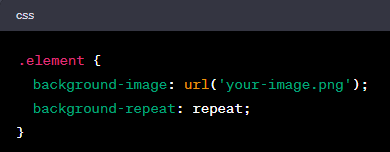 css
.element {
  background-image: url('your-image.png');
  background-repeat: repeat;
}